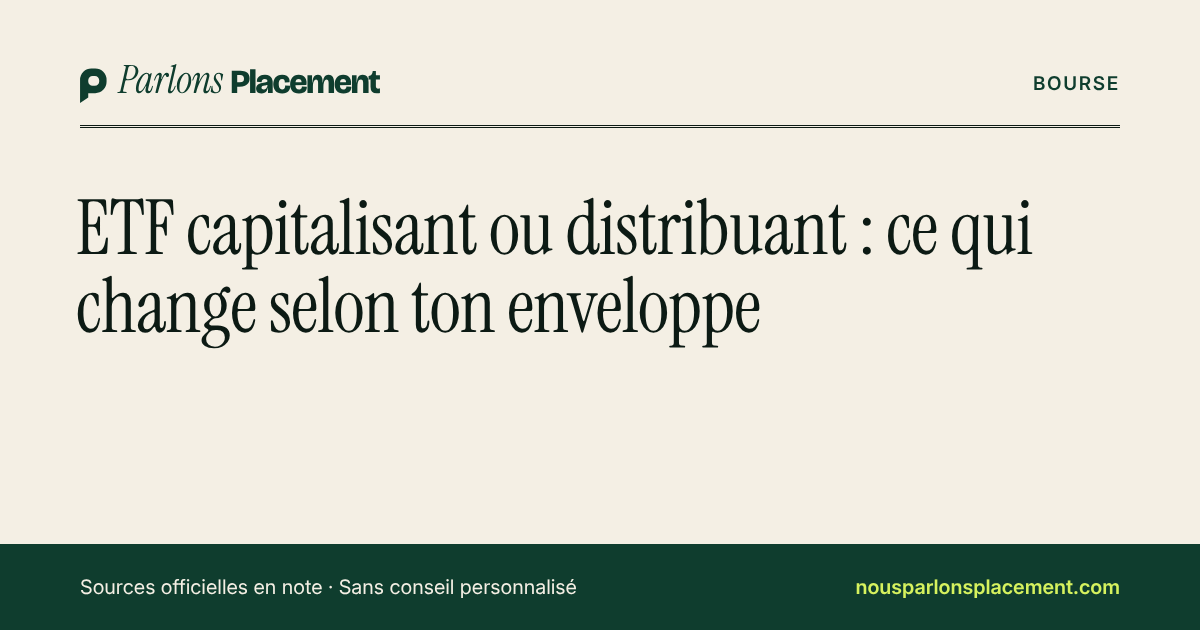 Parlons Placement
BOURSE
ETF capitalisant ou distribuant : ce qui
change selon ton enveloppe
Sources officielles en note · Sans conseil personnalisé
nousparlonsplacement.com